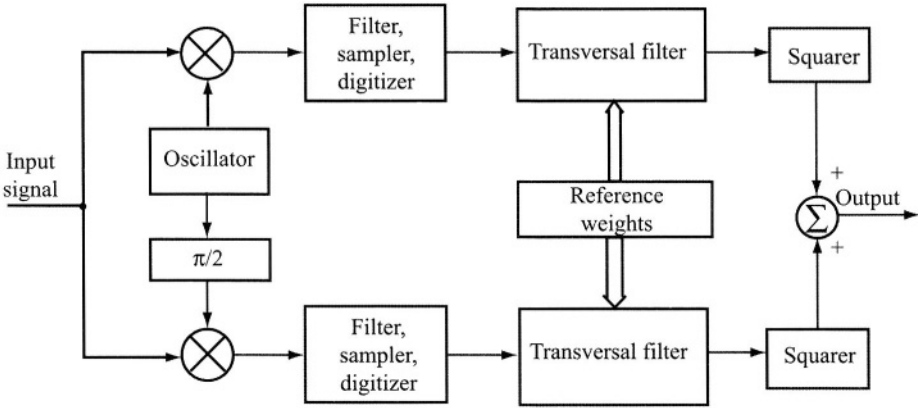 Filter,
sampler,
digitizer
Transversal filter
Squarer
Oscillator
Input
signal
Reference
weights
+
Σ
Output
+
π/2
Filter,
sampler,
digitizer
Transversal filter
Squarer